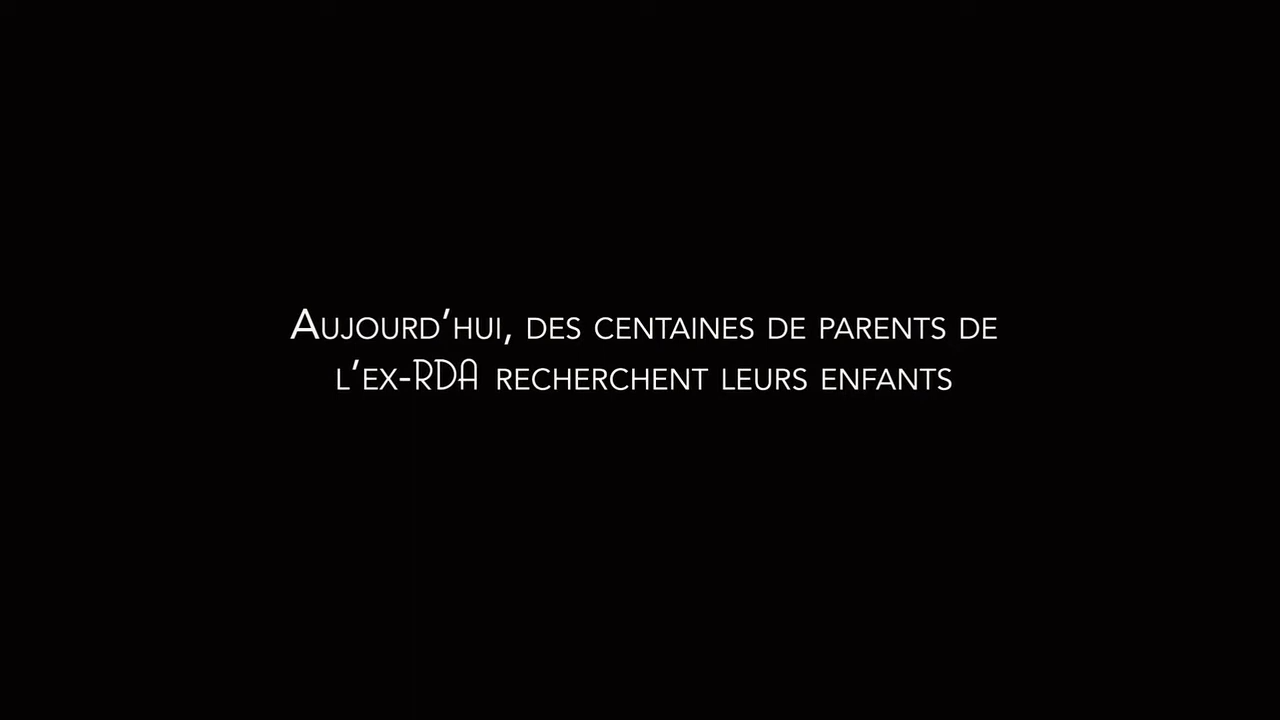 Aujourd'hui, des centaines de parents de
l'ex-RDA recherchent leurs enfants